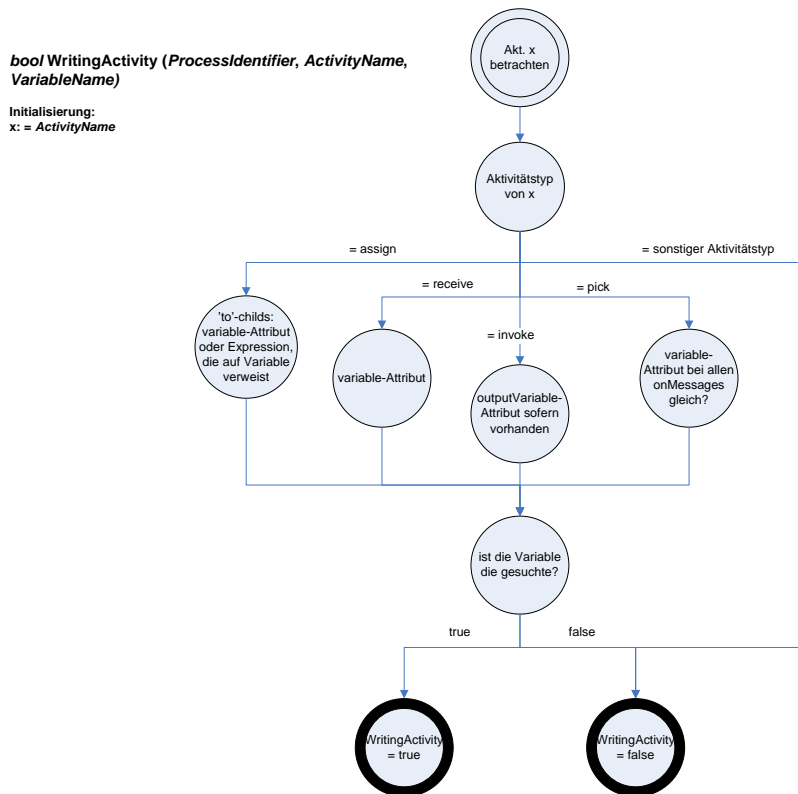 bool WritingActivity (ProcessIdentifier, ActivityName,
VariableName)
Initialisierung:
x: = ActivityName
Akt. x
betrachten
Aktivitätstyp
von x
= assign
= sonstiger Aktivitätstyp
= receive
= pick
= invoke
'to'-childs:
variable-Attribut
oder Expression,
die auf Variable
verweist
variable-Attribut
outputVariable-
Attribut sofern
vorhanden
variable-
Attribut bei allen
onMessages
gleich?
ist die Variable
die gesuchte?
true
false
WritingActivity
= true
WritingActivity
= false